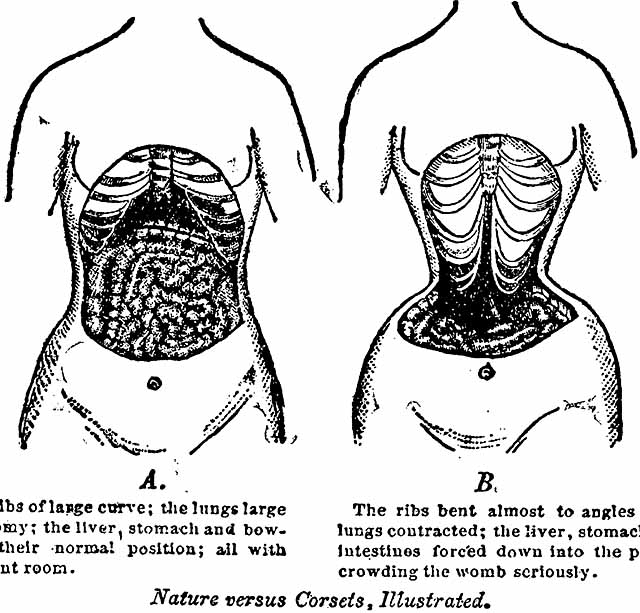 A.
ibs of large curve; the lungs large
omy; the liver, stomach and bow-
their normal position; all with
nt room.
B.
The ribs bent almost to angles
lungs contracted; the liver, stomac
intestines forced down into the p
crowding the womb seriously.
Nature versus Corsets, Illustrated.